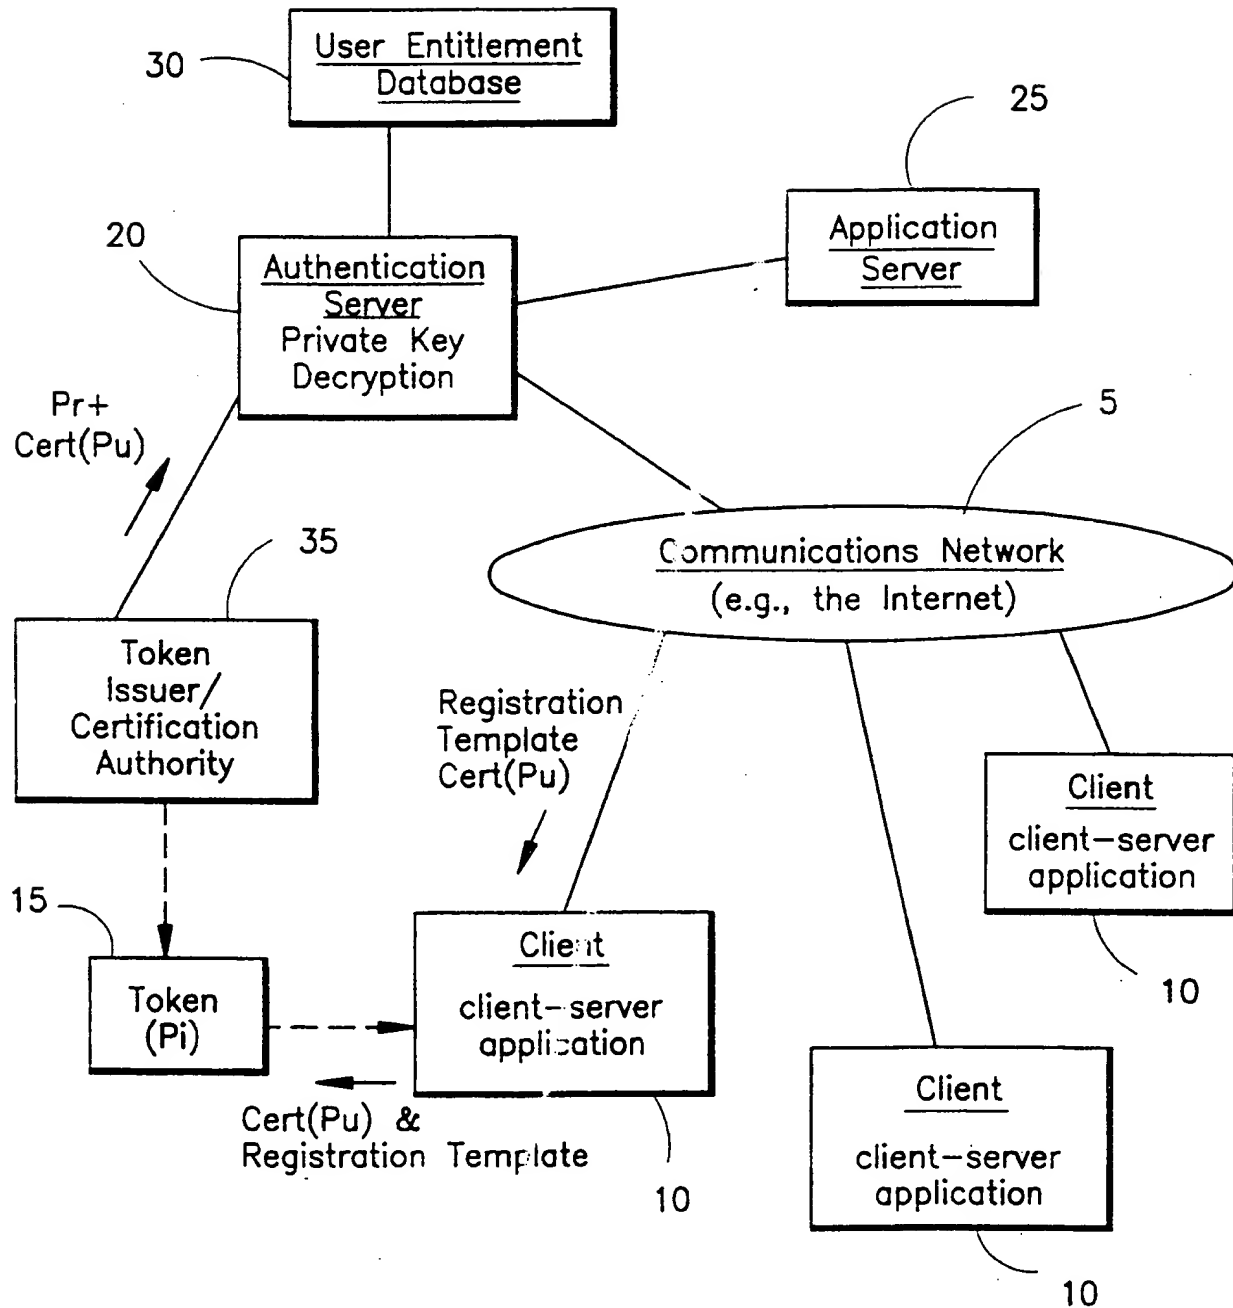 User Entitlement
Database
30
25
Application
Server
20
Authentication
Server
Private Key
Decryption
Pr+
Cert(Pu)
5
Communications Network
(e.g., the Internet)
35
Token
Issuer/
Certification
Authority
Registration
Template
Cert(Pu)
Client
client-server
application
10
15
Token
(Pi)
Client
client-server
application
10
Cert(Pu) &
Registration Template
Client
client-server
application
10